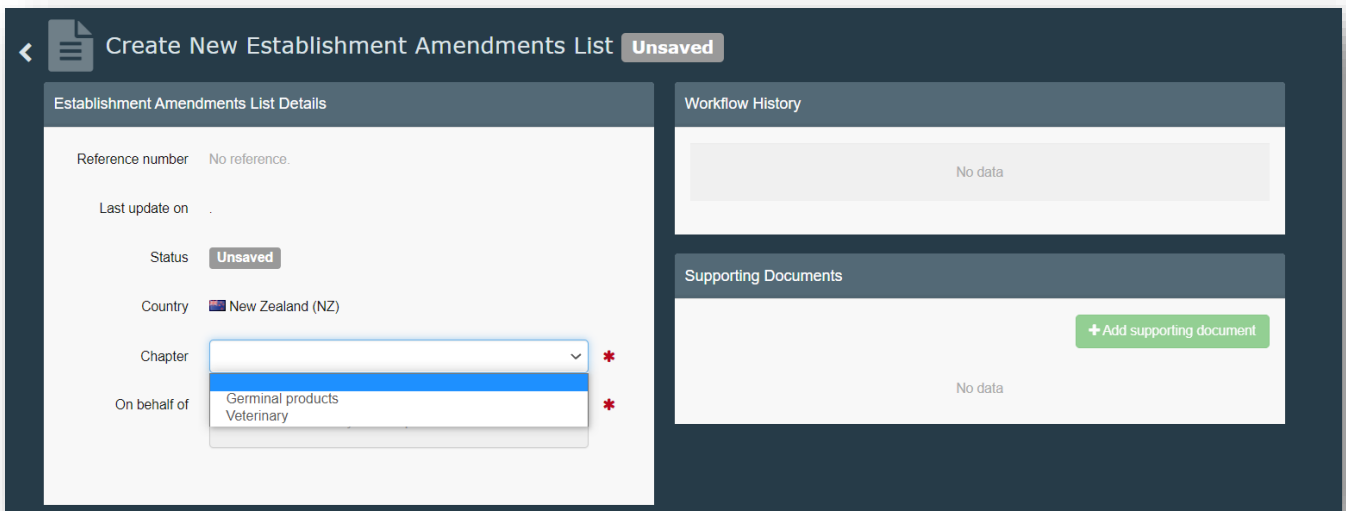 Create New Establishment Amendments List Unsaved
Establishment Amendments List Details
Reference number No reference.
Last update on .
Status Unsaved
Country New Zealand (NZ)
Chapter *
Germinal products
Veterinary
On behalf of *
Workflow History
No data
Supporting Documents
+Add supporting document
No data